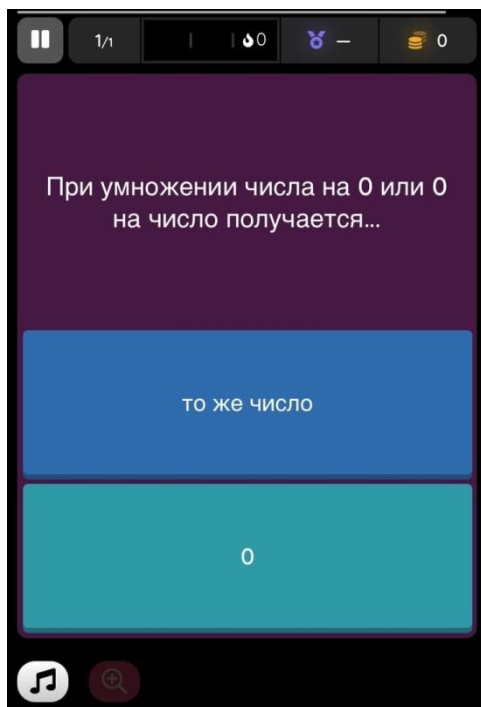 1/1
0
–
0
При умножении числа на 0 или 0
на число получается...
то же число
0